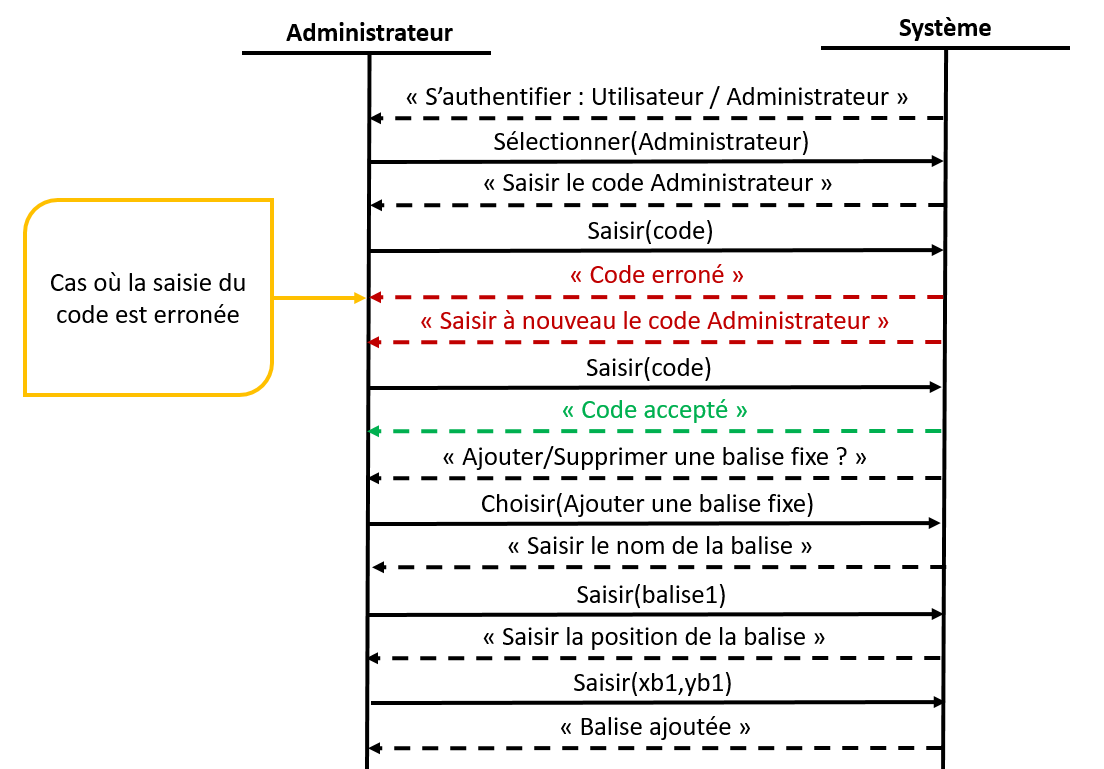 Administrateur
Système
« S’authentifier : Utilisateur / Administrateur »
Sélectionner(Administrateur)
« Saisir le code Administrateur »
Saisir(code)
« Code erroné »
Cas où la saisie du
code est erronée
« Saisir à nouveau le code Administrateur »
Saisir(code)
« Code accepté »
« Ajouter/Supprimer une balise fixe ? »
Choisir(Ajouter une balise fixe)
« Saisir le nom de la balise »
Saisir(balise1)
« Saisir la position de la balise »
Saisir(xb1,yb1)
« Balise ajoutée »